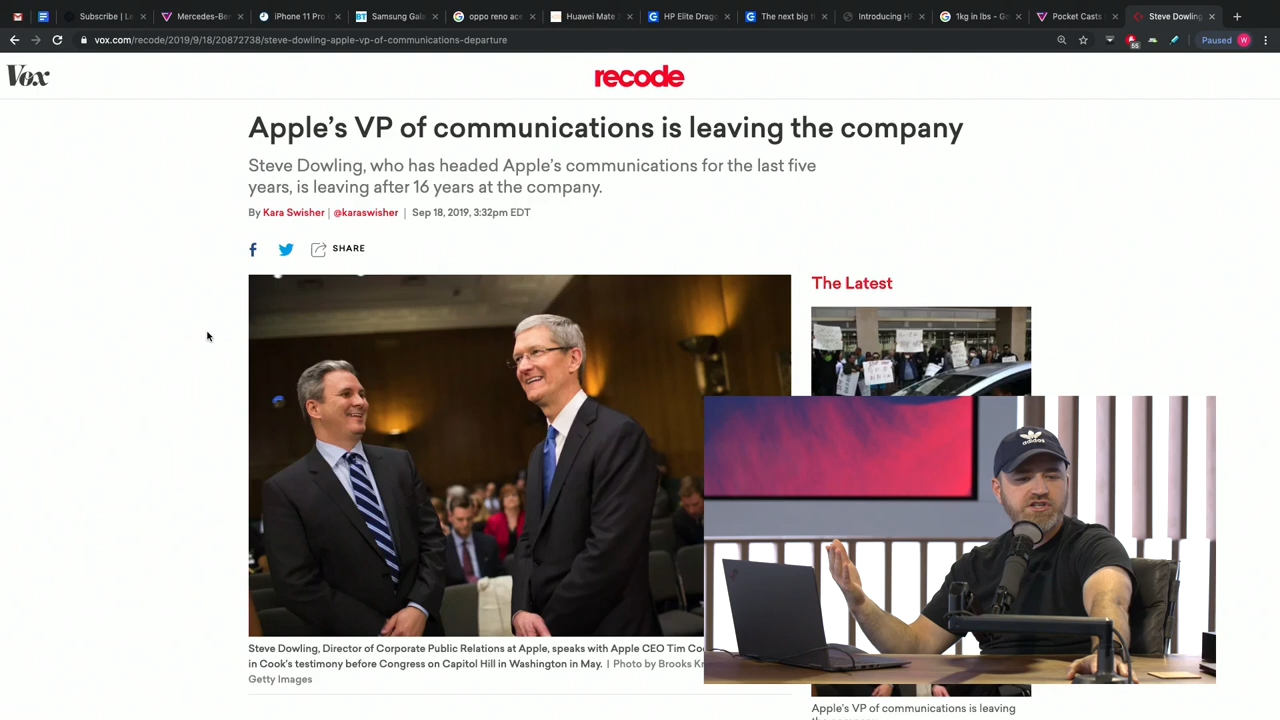 Subscribe | Le
Mercedes-Ben
iPhone 11 Pro
Samsung Gala
oppo reno ace
Huawei Mate
HP Elite Drago
The next big t
Introducing H
1kg in lbs - Go
Pocket Casts
Steve Dowling
vox.com/recode/2019/9/18/20872738/steve-dowling-apple-vp-of-communications-departure
55
Paused
W
Vox
recode
Apple's VP of communications is leaving the company
Steve Dowling, who has headed Apple's communications for the last five
years, is leaving after 16 years at the company.
By Kara Swisher | @karaswisher | Sep 18, 2019, 3:32pm EDT
SHARE
The Latest
adidas
Steve Dowling, Director of Corporate Public Relations at Apple, speaks with Apple CEO Tim
in Cook's testimony before Congress on Capitol Hill in Washington in May. | Photo by Brooks
Getty Images
Apple's VP of communications is leaving